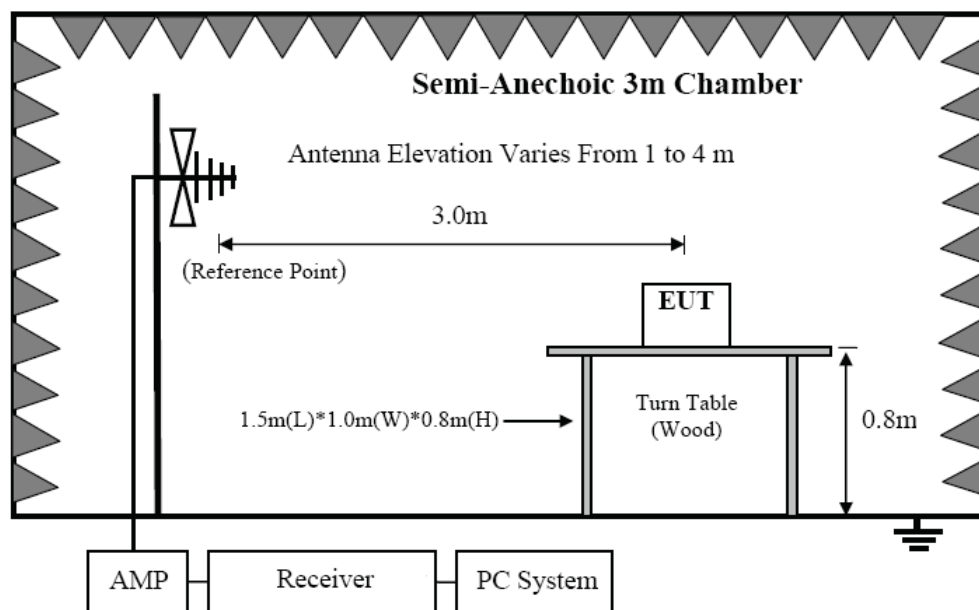 Semi-Anechoic 3m Chamber
Antenna Elevation Varies From 1 to 4 m
3.0m
(Reference Point)
EUT
1.5m(L)*1.0m(W)*0.8m(H)
Turn Table
(Wood)
0.8m
AMP
Receiver
PC System